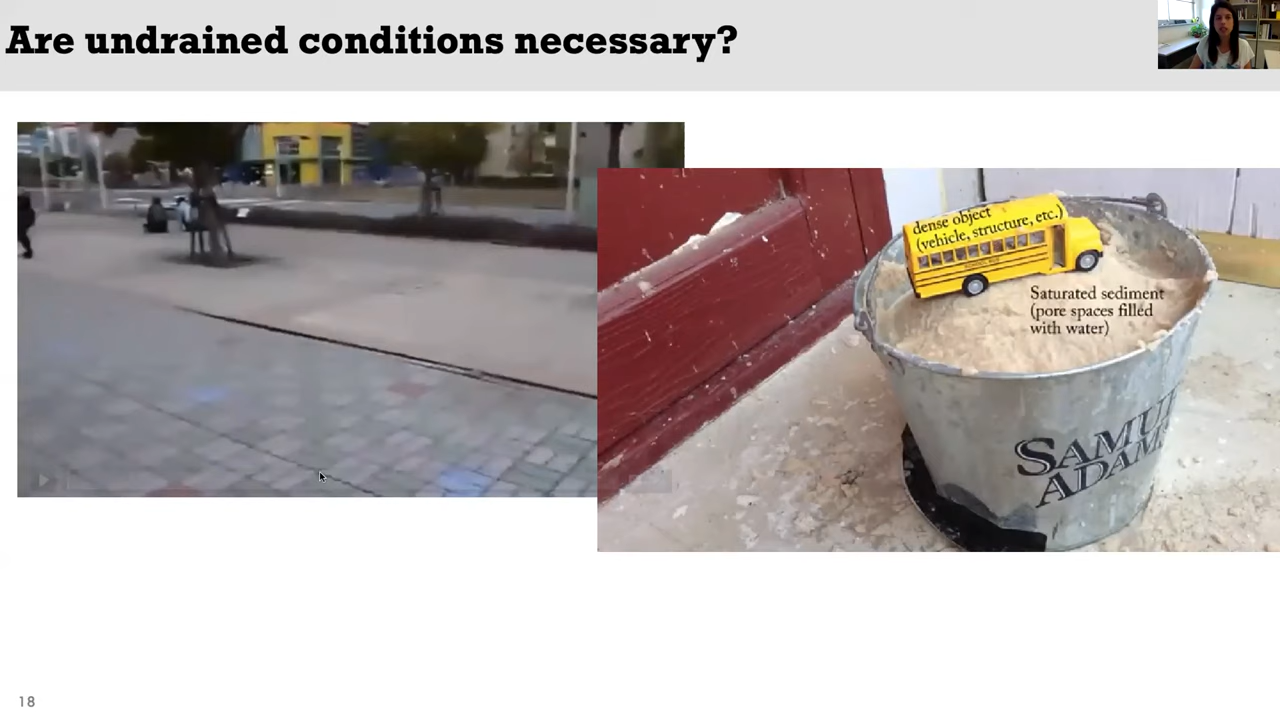 Are undrained conditions necessary?
dense object
(vehicle, structure, etc.)
Saturated sediment
(pore spaces filled
with water)
SAMUEL
ADAMS
18